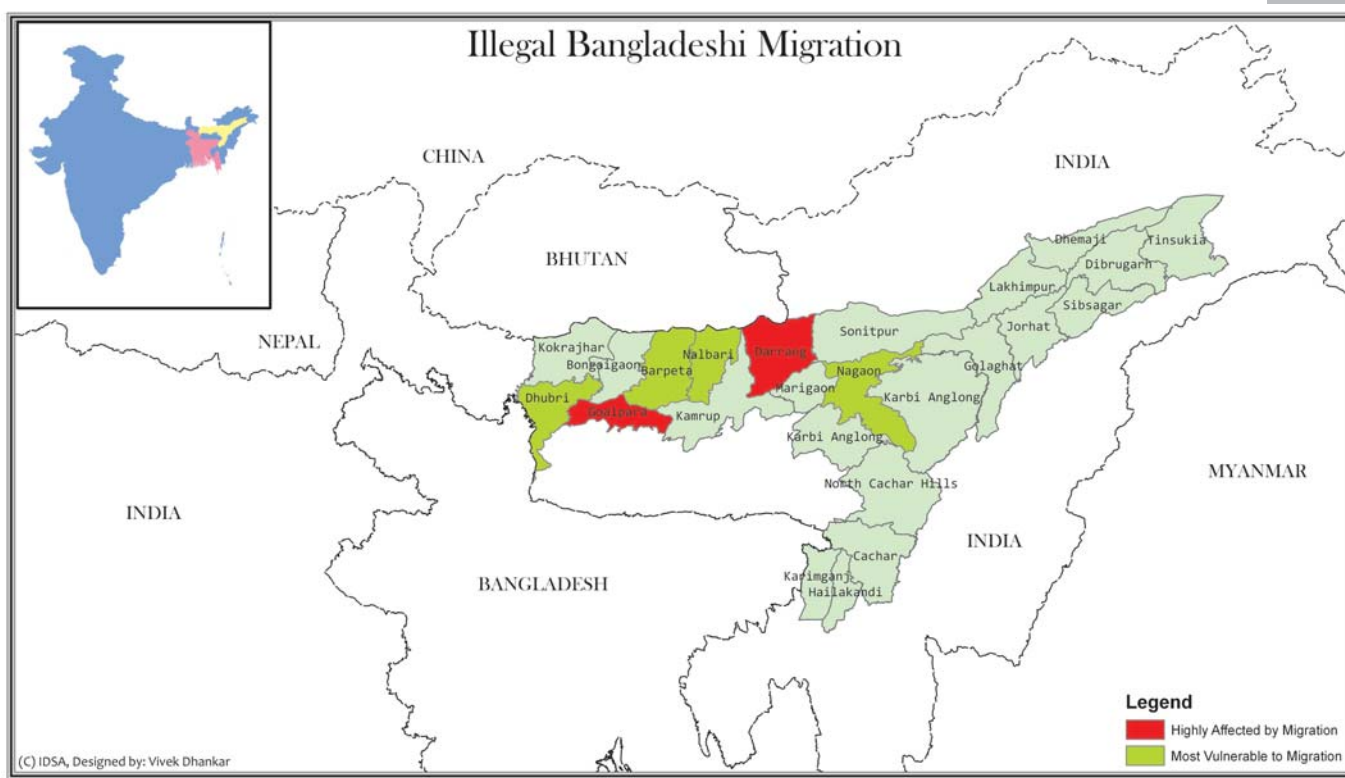 Illegal Bangladeshi Migration
CHINA
INDIA
BHUTAN
NEPAL
Dhemaji
Tinsukia
Dibrugarh
Lakhimpur
Sibsagar
Jorhat
Sonitpur
Golaghat
Kokrajhar
Bongaigaon
Barpeta
Nalbari
Darrang
Nagaon
Marigaon
Karbi Anglong
Dhubri
Goalpara
Kamrup
Karbi Anglong
North Cachar Hills
MYANMAR
INDIA
INDIA
Cachar
BANGLADESH
Karimganj
Hailakandi
Legend
Highly Affected by Migration
Most Vulnerable to Migration
(C) IDSA, Designed by: Vivek Dhankar